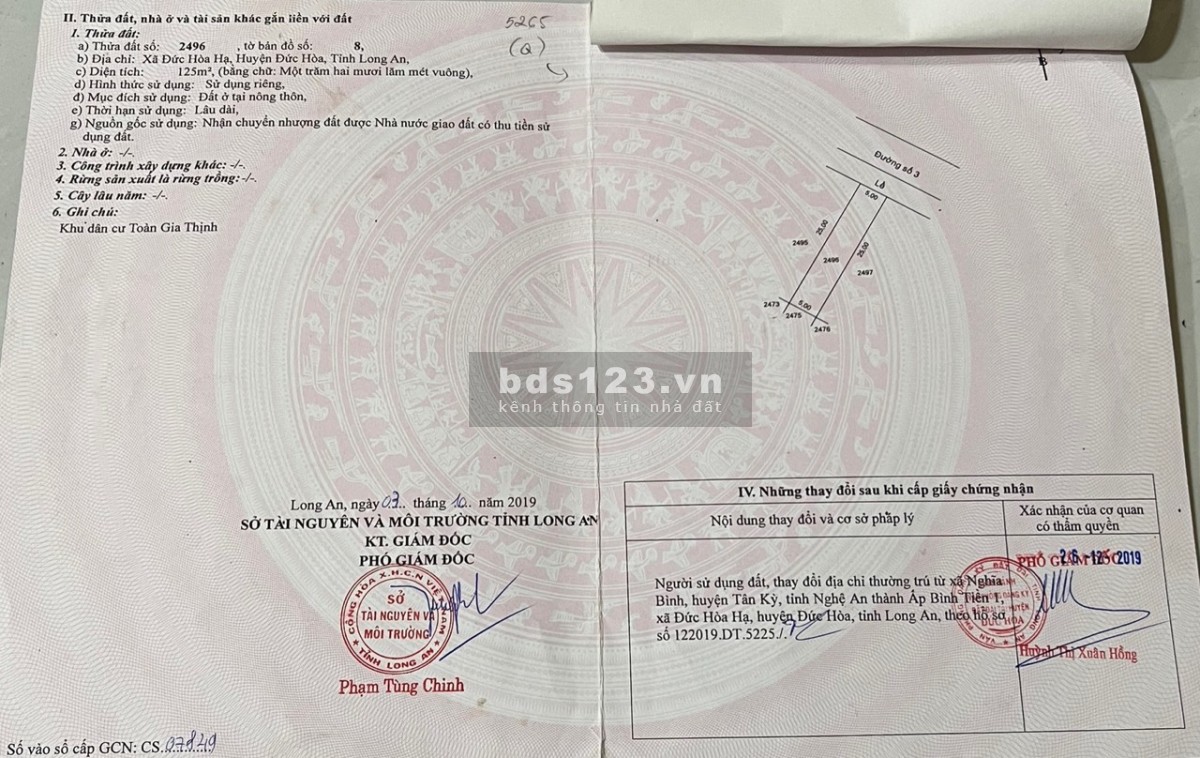 II. Thửa đất, nhà ở và tài sản khác gắn liền với đất
1. Thửa đất:
a) Thửa đất số: 2496 , tờ bản đồ số: 8,
b) Địa chỉ: Xã Đức Hòa Hạ, Huyện Đức Hòa, Tỉnh Long An,
c) Diện tích: 125m², (bằng chữ: Một trăm hai mươi lăm mét vuông),
d) Hình thức sử dụng: Sử dụng riêng,
đ) Mục đích sử dụng: Đất ở tại nông thôn,
e) Thời hạn sử dụng: Lâu dài,
g) Nguồn gốc sử dụng: Nhận chuyển nhượng đất được Nhà nước giao đất có thu tiền sử
dụng đất.
2. Nhà ở: -/-.
3. Công trình xây dựng khác: -/-.
4. Rừng sản xuất là rừng trồng: -/-.
5. Cây lâu năm: -/-.
6. Ghi chú:
Khu dân cư Toàn Gia Thịnh
5265
(Q)
B
Đường số 3
Lộ
5.00
25.00
2495
2496
25.00
2497
2473
5.00
2475
2476
bds123.vn
kênh thông tin nhà đất
Long An, ngày 03.. tháng 10.. năm 2019
SỞ TÀI NGUYÊN VÀ MÔI TRƯỜNG TỈNH LONG AN
KT. GIÁM ĐỐC
PHÓ GIÁM ĐỐC
CỘNG HÒA X.H.C.N VIỆT NAM
SỞ
TÀI NGUYÊN VÀ
MÔI TRƯỜNG
TỈNH LONG AN
Phạm Tùng Chinh
Số vào sổ cấp GCN: CS.07849
IV. Những thay đổi sau khi cấp giấy chứng nhận
Nội dung thay đổi và cơ sở pháp lý
Xác nhận của cơ quan
có thẩm quyền
Người sử dụng đất, thay đổi địa chỉ thường trú từ xã Nghĩa
Bình, huyện Tân Kỳ, tỉnh Nghệ An thành Ấp Bình Tiền 1,
xã Đức Hòa Hạ, huyện Đức Hòa, tỉnh Long An, theo hồ sơ
số 122019.DT.5225./.
PHÓ GIÁM ĐỐC
26 -12- 2019
ĐỨC HÒA
Huỳnh Thị Xuân Hồng